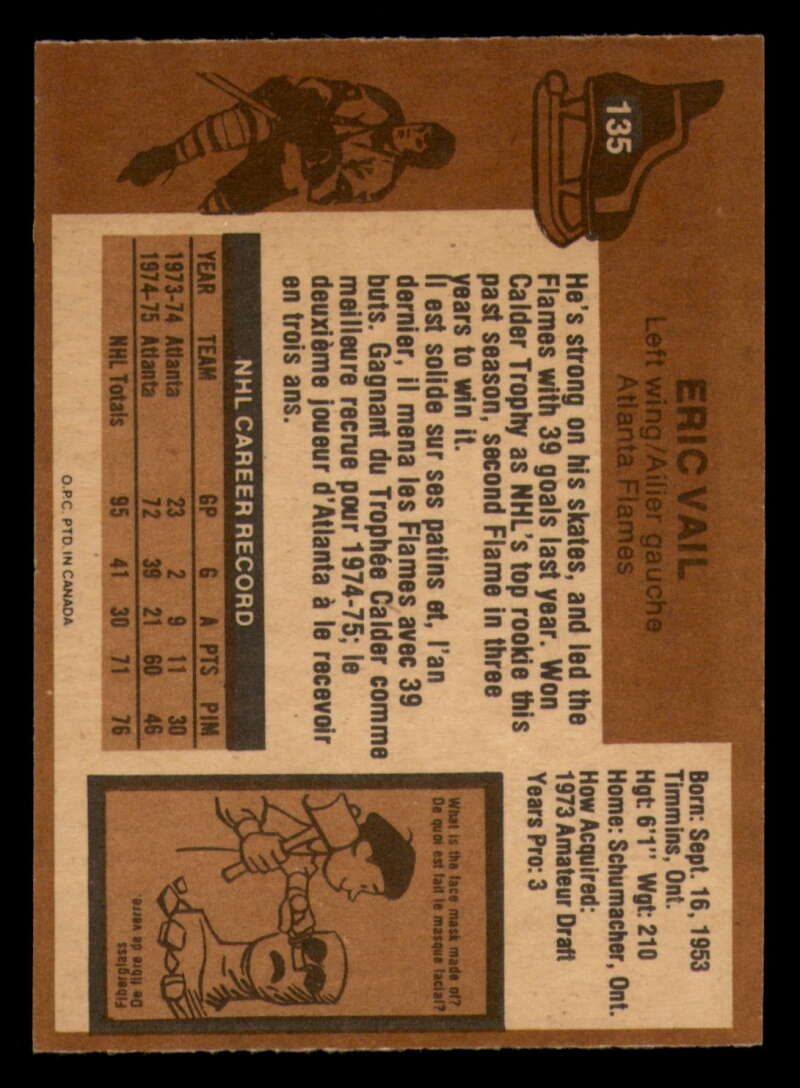 135
ERIC VAIL
Left wing/Ailier gauche
Atlanta Flames
Born: Sept. 16, 1953
Timmins, Ont.
Hgt: 6'1" Wgt: 210
Home: Schumacher, Ont.
How Acquired:
1973 Amateur Draft
Years Pro: 3
He's strong on his skates, and led the
Flames with 39 goals last year. Won
Calder Trophy as NHL's top rookie this
past season, second Flame in three
years to win it.
Il est solide sur ses patins et, l'an
dernier, il mena les Flames avec 39
buts. Gagnant du Trophée Calder comme
meilleure recrue pour 1974-75; le
deuxième joueur d'Atlanta à le recevoir
en trois ans.
NHL CAREER RECORD
YEAR TEAM GP G A PTS PIM
1973-74 Atlanta 23 2 9 11 30
1974-75 Atlanta 72 39 21 60 46
NHL Totals 95 41 30 71 76
O.P.C. PTD. IN CANADA
What is the face mask made of?
De quoi est fait le masque facial?
Fiberglass
De fibre de verre.